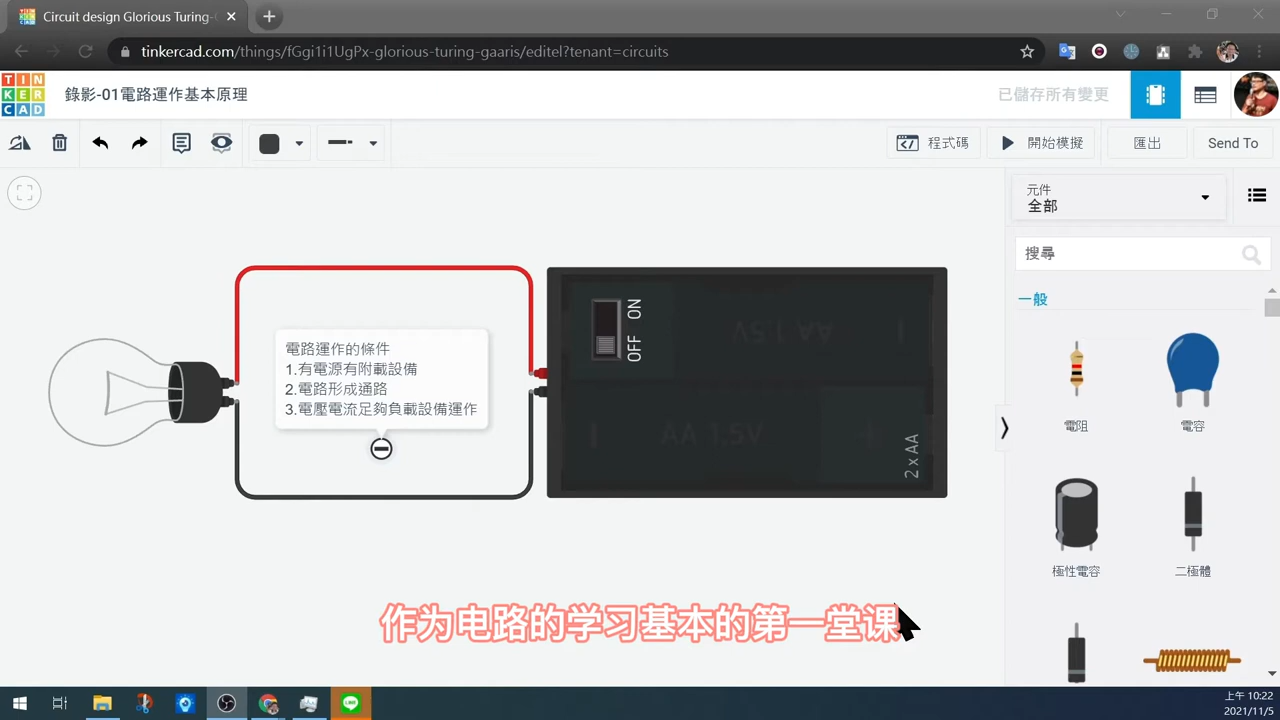 Circuit design Glorious Turing-
tinkercad.com/things/fGgi1i1UgPx-glorious-turing-gaaris/editel?tenant=circuits
TINKERCAD
錄影-01電路運作基本原理
已儲存所有變更
程式碼
開始模擬
匯出
Send To
元件
全部
搜尋
一般
電阻
電容
極性電容
二極體
電路運作的條件
1.有電源有附載設備
2.電路形成通路
3.電壓電流足夠負載設備運作
OFF ON
AA 1.5V
AA 1.5V
2 x AA
作为电路的学习基本的第一堂课
LINE
上午 10:22
2021/11/5